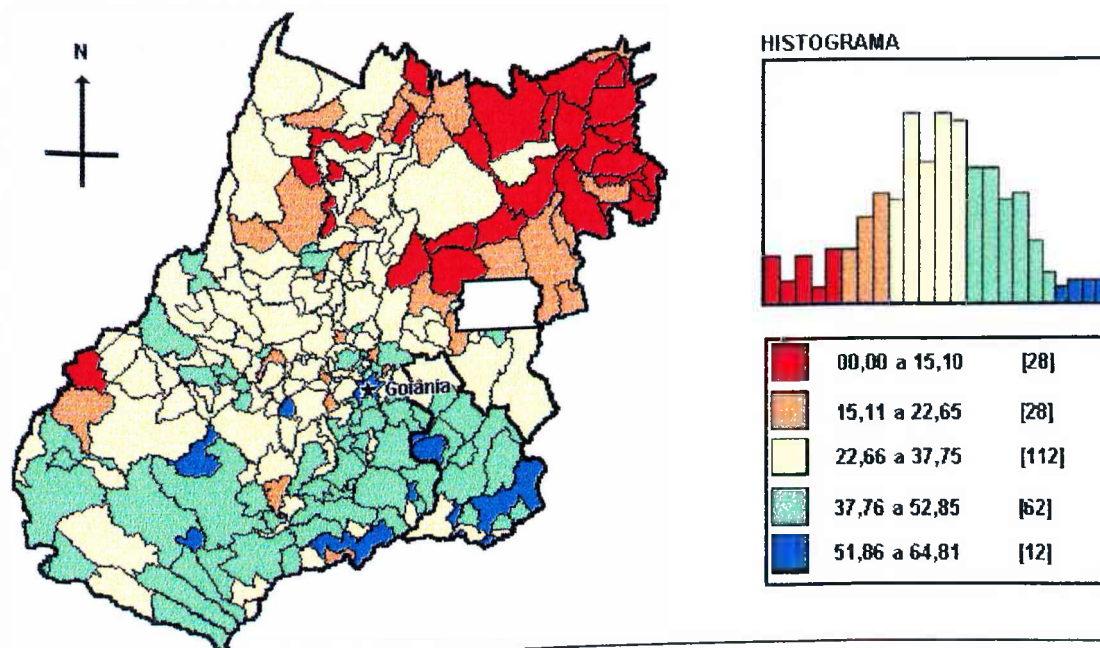 N
HISTOGRAMA
Goiânia
00,00 a 15,10 [28]
15,11 a 22,65 [28]
22,66 a 37,75 [112]
37,76 a 52,85 [62]
51,86 a 64,81 [12]